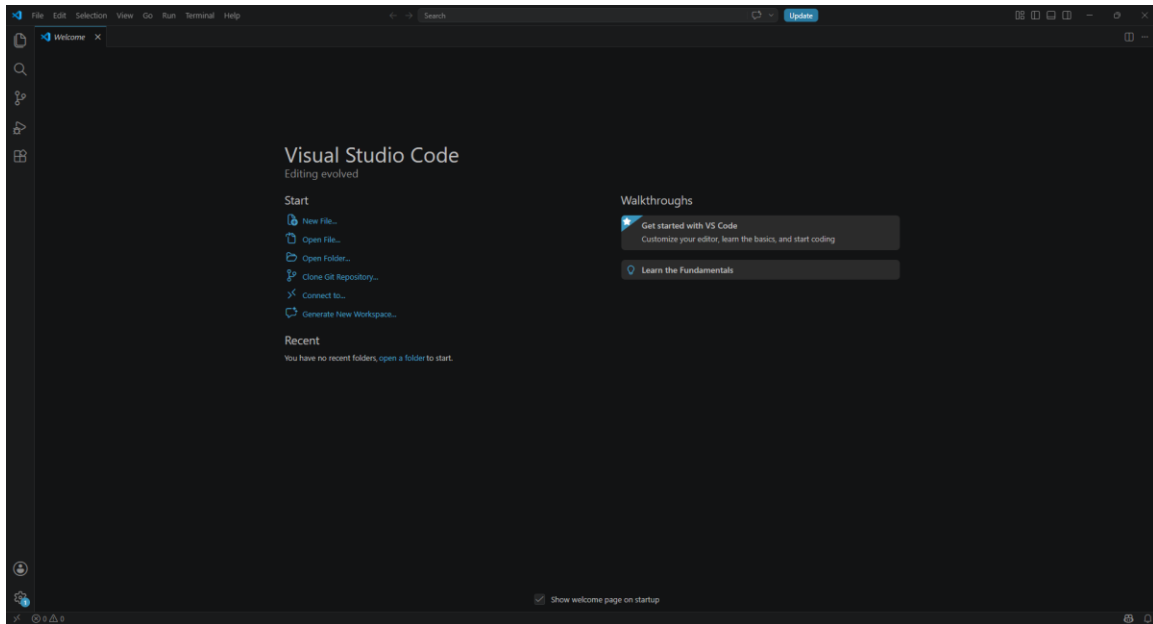 File Edit Selection View Go Run Terminal Help
Search
Update
Welcome
Visual Studio Code
Editing evolved
Start
New File...
Open File...
Open Folder...
Clone Git Repository...
Connect to...
Generate New Workspace...
Recent
You have no recent folders, open a folder to start.
Walkthroughs
Get started with VS Code
Customize your editor, learn the basics, and start coding
Learn the Fundamentals
Show welcome page on startup
1
0 0